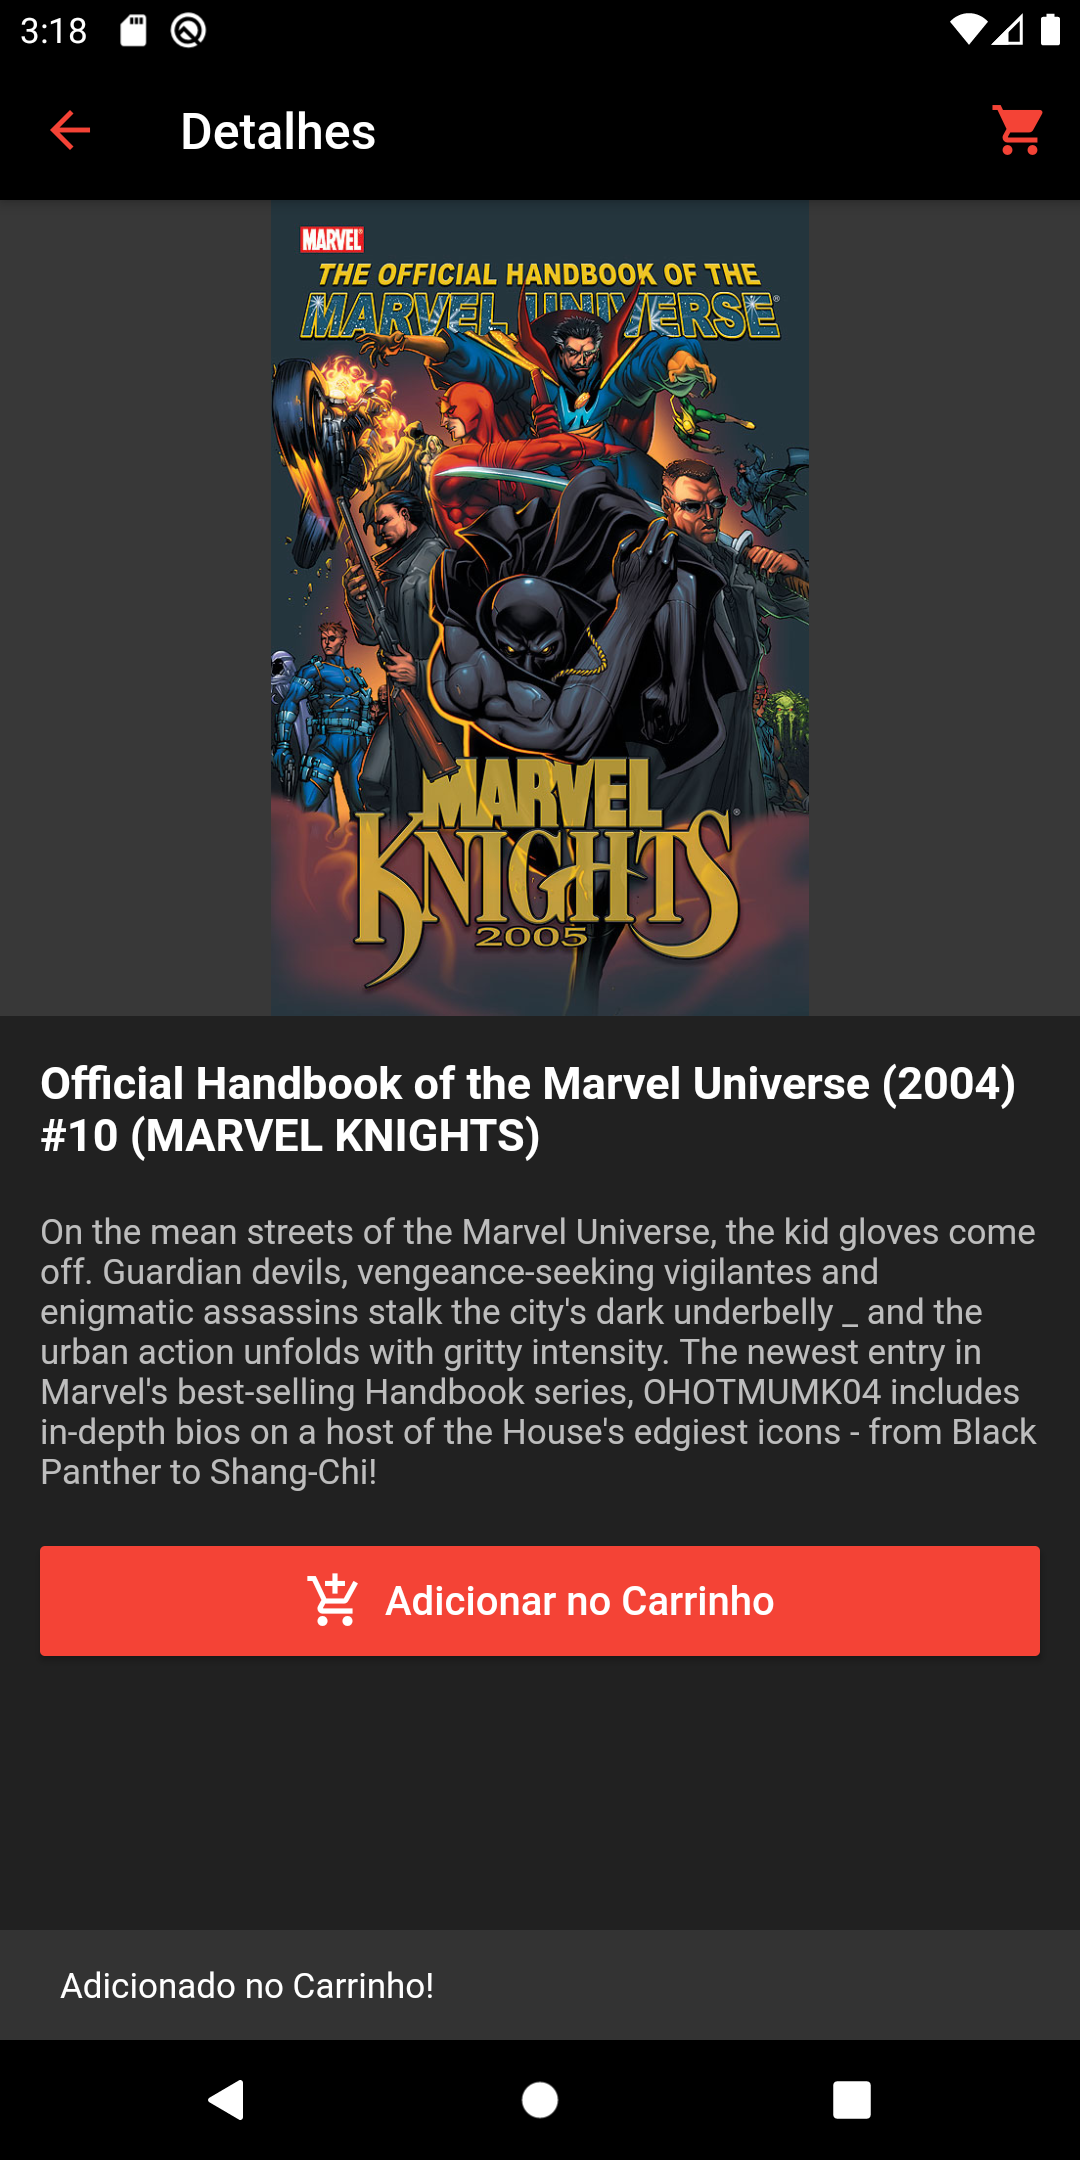 3:18
Detalhes
MARVEL
THE OFFICIAL HANDBOOK OF THE
MARVEL UNIVERSE
MARVEL
KNIGHTS
2005
Official Handbook of the Marvel Universe (2004)
#10 (MARVEL KNIGHTS)
On the mean streets of the Marvel Universe, the kid gloves come
off. Guardian devils, vengeance-seeking vigilantes and
enigmatic assassins stalk the city's dark underbelly _ and the
urban action unfolds with gritty intensity. The newest entry in
Marvel's best-selling Handbook series, OHOTMUMK04 includes
in-depth bios on a host of the House's edgiest icons - from Black
Panther to Shang-Chi!
Adicionar no Carrinho
Adicionado no Carrinho!